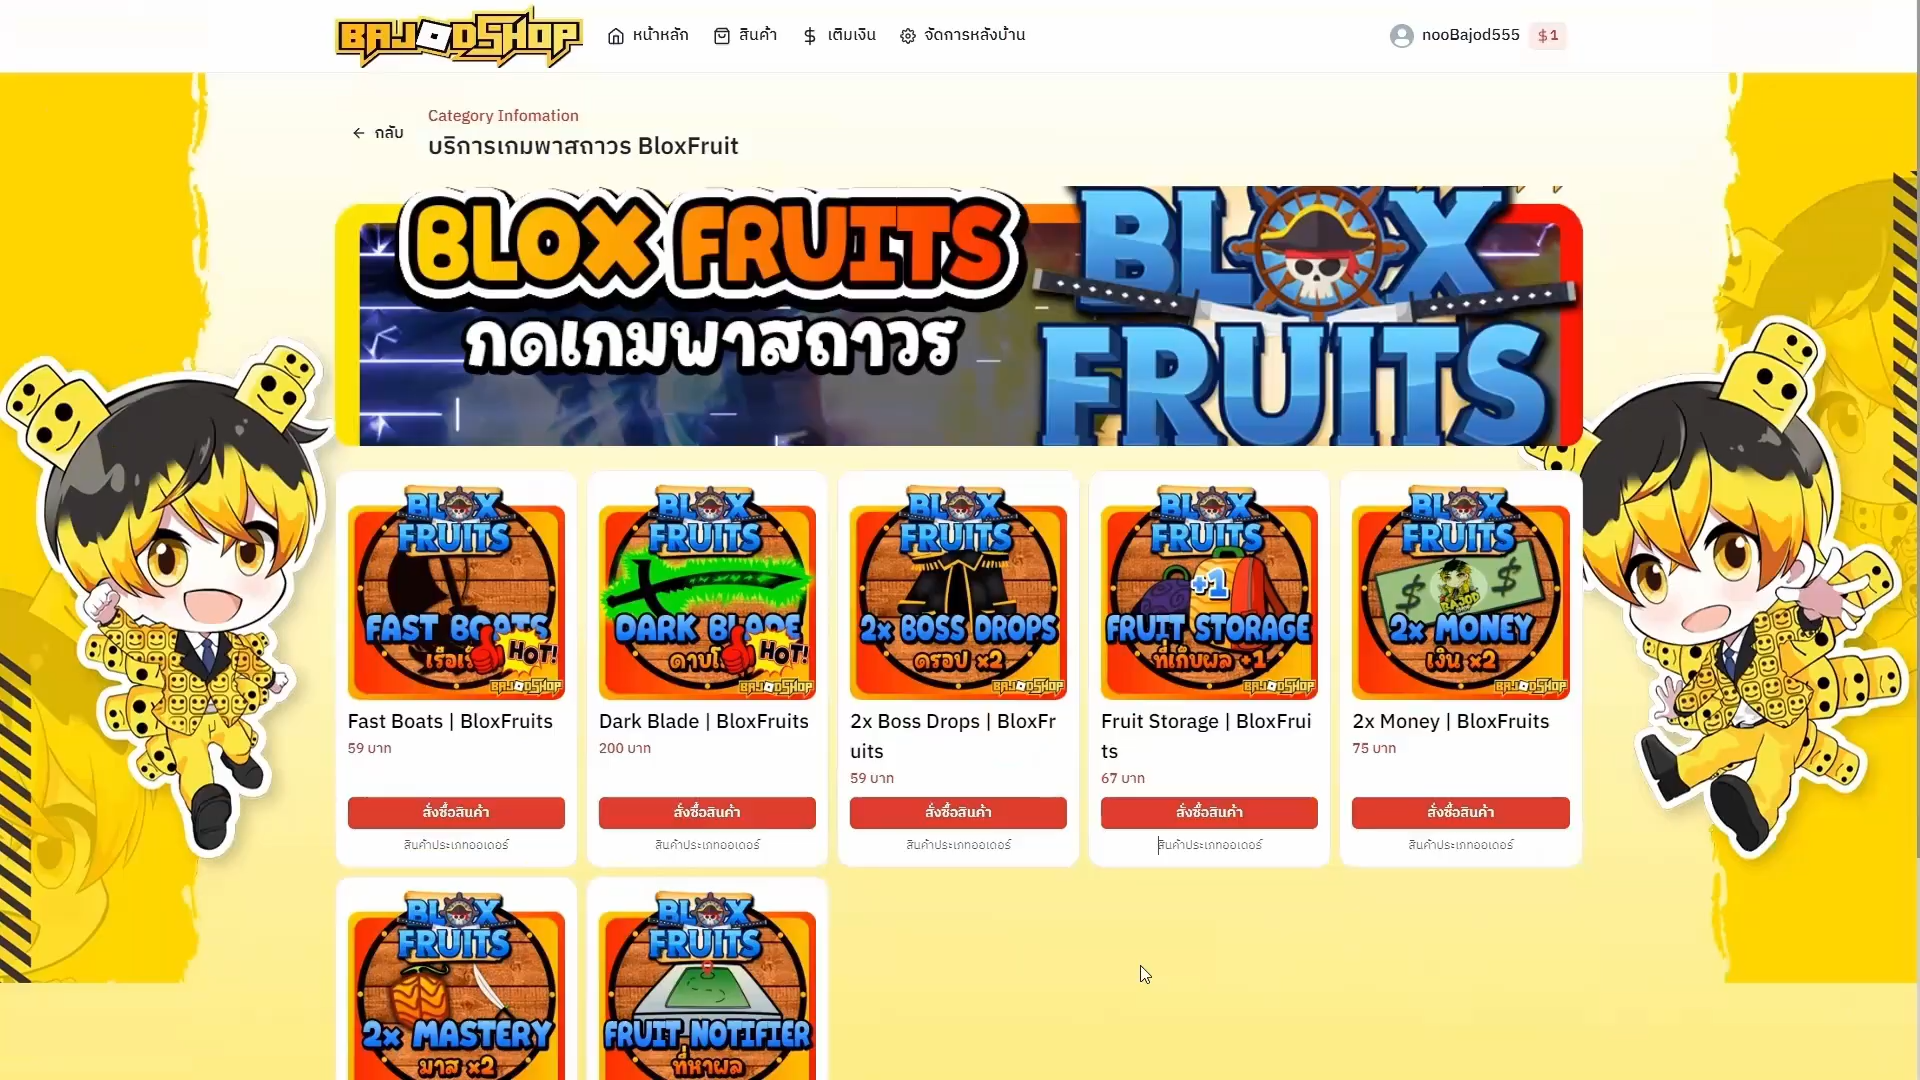 BAJODSHOP
หน้าหลัก
สินค้า
เติมเงิน
จัดการหลังบ้าน
nooBajod555
$1
กลับ
Category Infomation
บริการเกมพาสถาวร BloxFruit
BLOX FRUITS
กดเกมพาสถาวร
BLOX
FRUITS
BLOX
FRUITS
FAST BOATS
HOT!
BAJODSHOP
Fast Boats | BloxFruits
59 บาท
สั่งซื้อสินค้า
สินค้าประเภทออเดอร์
BLOX
FRUITS
DARK BLADE
HOT!
BAJODSHOP
Dark Blade | BloxFruits
200 บาท
สั่งซื้อสินค้า
สินค้าประเภทออเดอร์
BLOX
FRUITS
2x BOSS DROPS
ดรอป x2
BAJODSHOP
2x Boss Drops | BloxFr
uits
59 บาท
สั่งซื้อสินค้า
สินค้าประเภทออเดอร์
BLOX
FRUITS
+1
FRUIT STORAGE
ที่เก็บผล +1
BAJODSHOP
Fruit Storage | BloxFrui
ts
67 บาท
สั่งซื้อสินค้า
สินค้าประเภทออเดอร์
BLOX
FRUITS
$ $
BAJOD
2x MONEY
เงิน x2
BAJODSHOP
2x Money | BloxFruits
75 บาท
สั่งซื้อสินค้า
สินค้าประเภทออเดอร์
BLOX
FRUITS
2x MASTERY
มาส x2
BLOX
FRUITS
FRUIT NOTIFIER
ที่หาผล